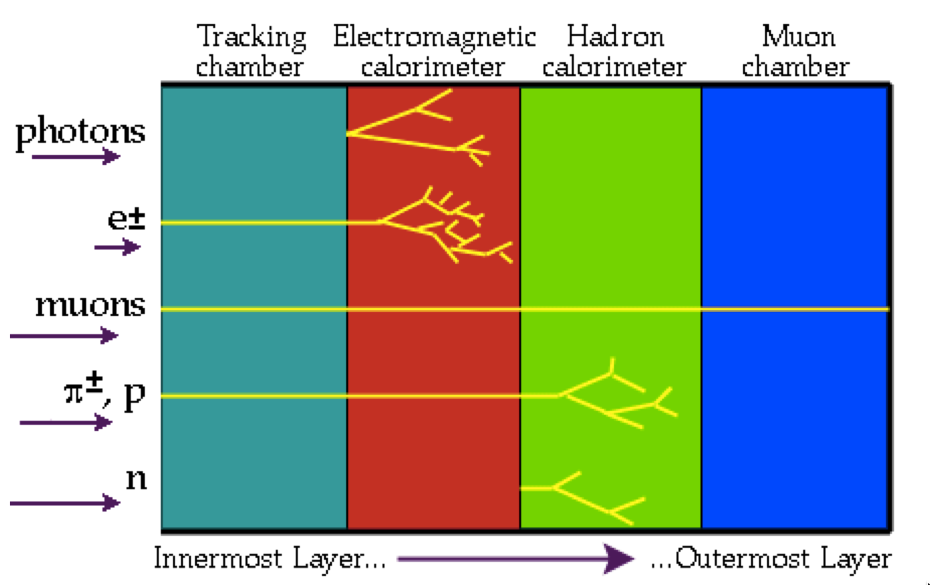 Tracking chamber
Electromagnetic calorimeter
Hadron calorimeter
Muon chamber
photons
e±
muons
π±, p
n
Innermost Layer...
...Outermost Layer